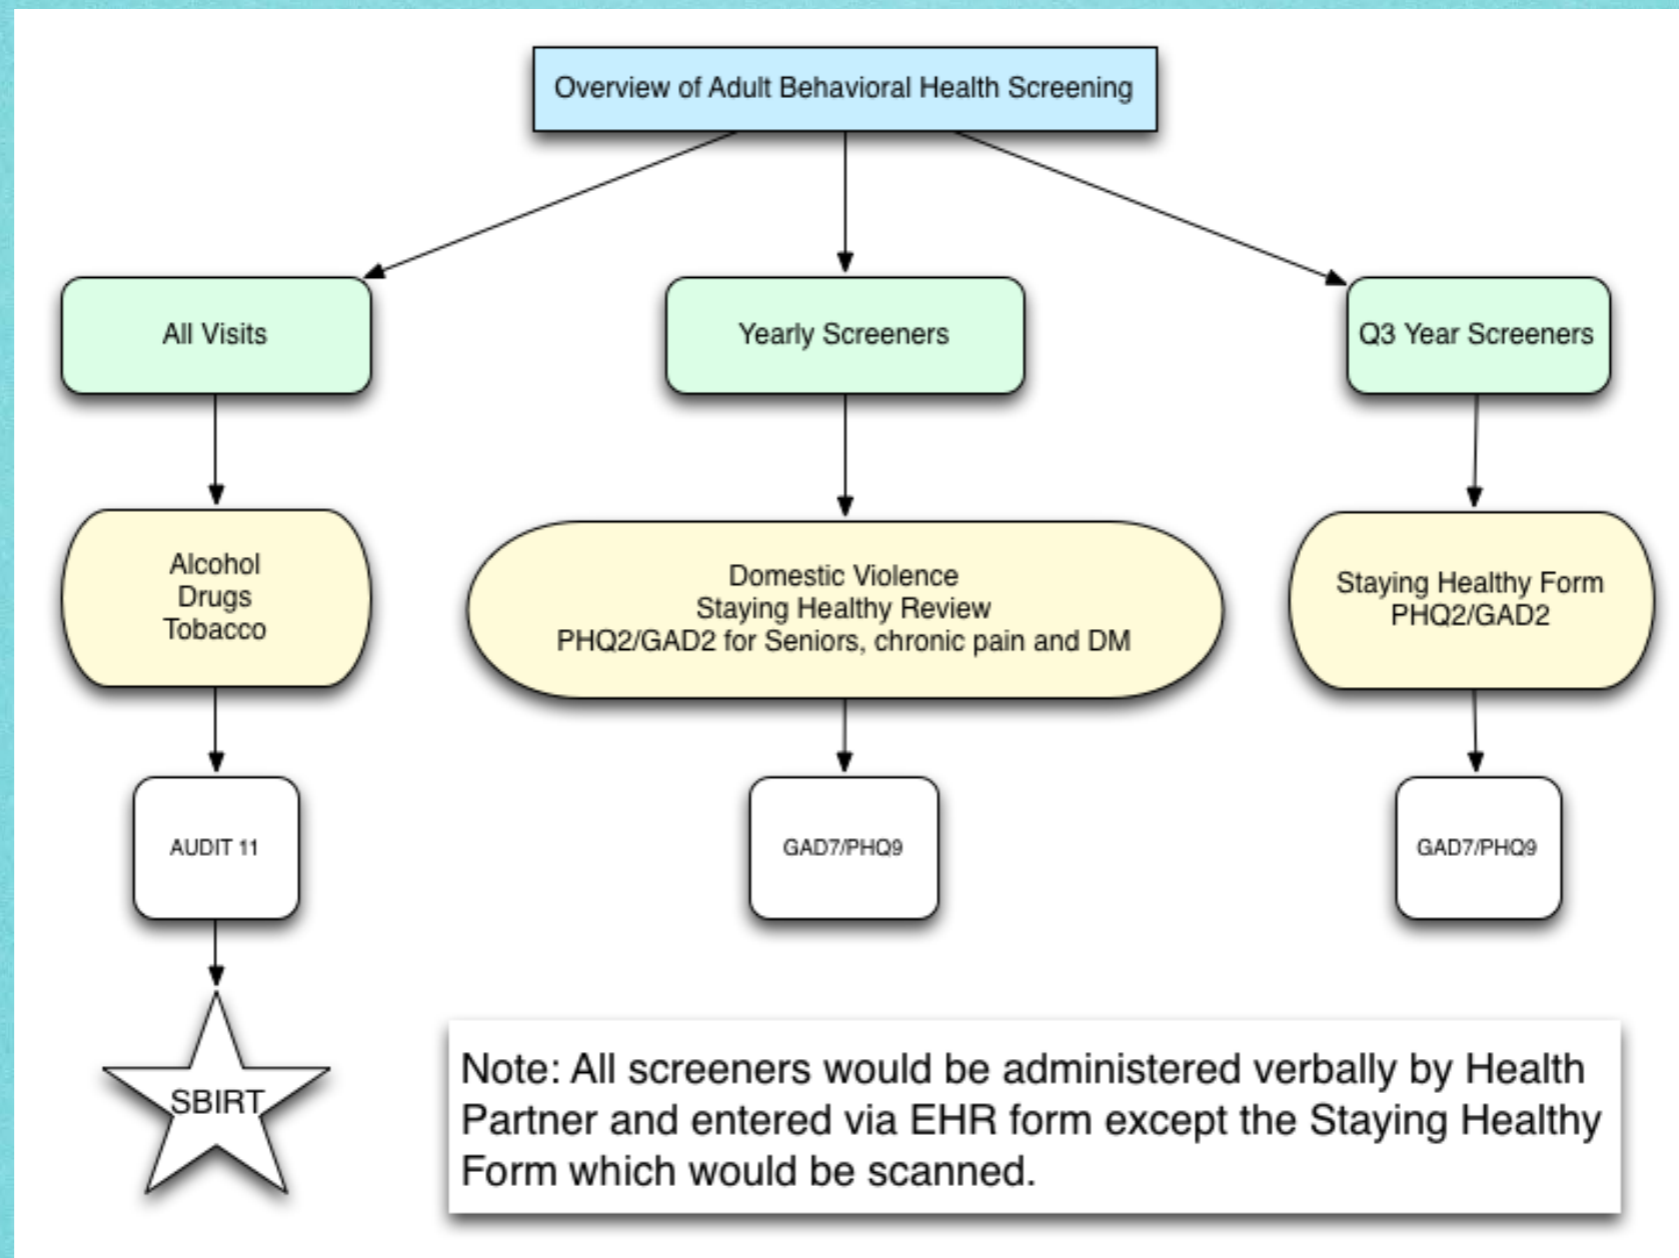 Overview of Adult Behavioral Health Screening
All Visits
Yearly Screeners
Q3 Year Screeners
Alcohol
Drugs
Tobacco
Domestic Violence
Staying Healthy Review
PHQ2/GAD2 for Seniors, chronic pain and DM
Staying Healthy Form
PHQ2/GAD2
AUDIT 11
GAD7/PHQ9
GAD7/PHQ9
SBIRT
Note: All screeners would be administered verbally by Health
Partner and entered via EHR form except the Staying Healthy
Form which would be scanned.